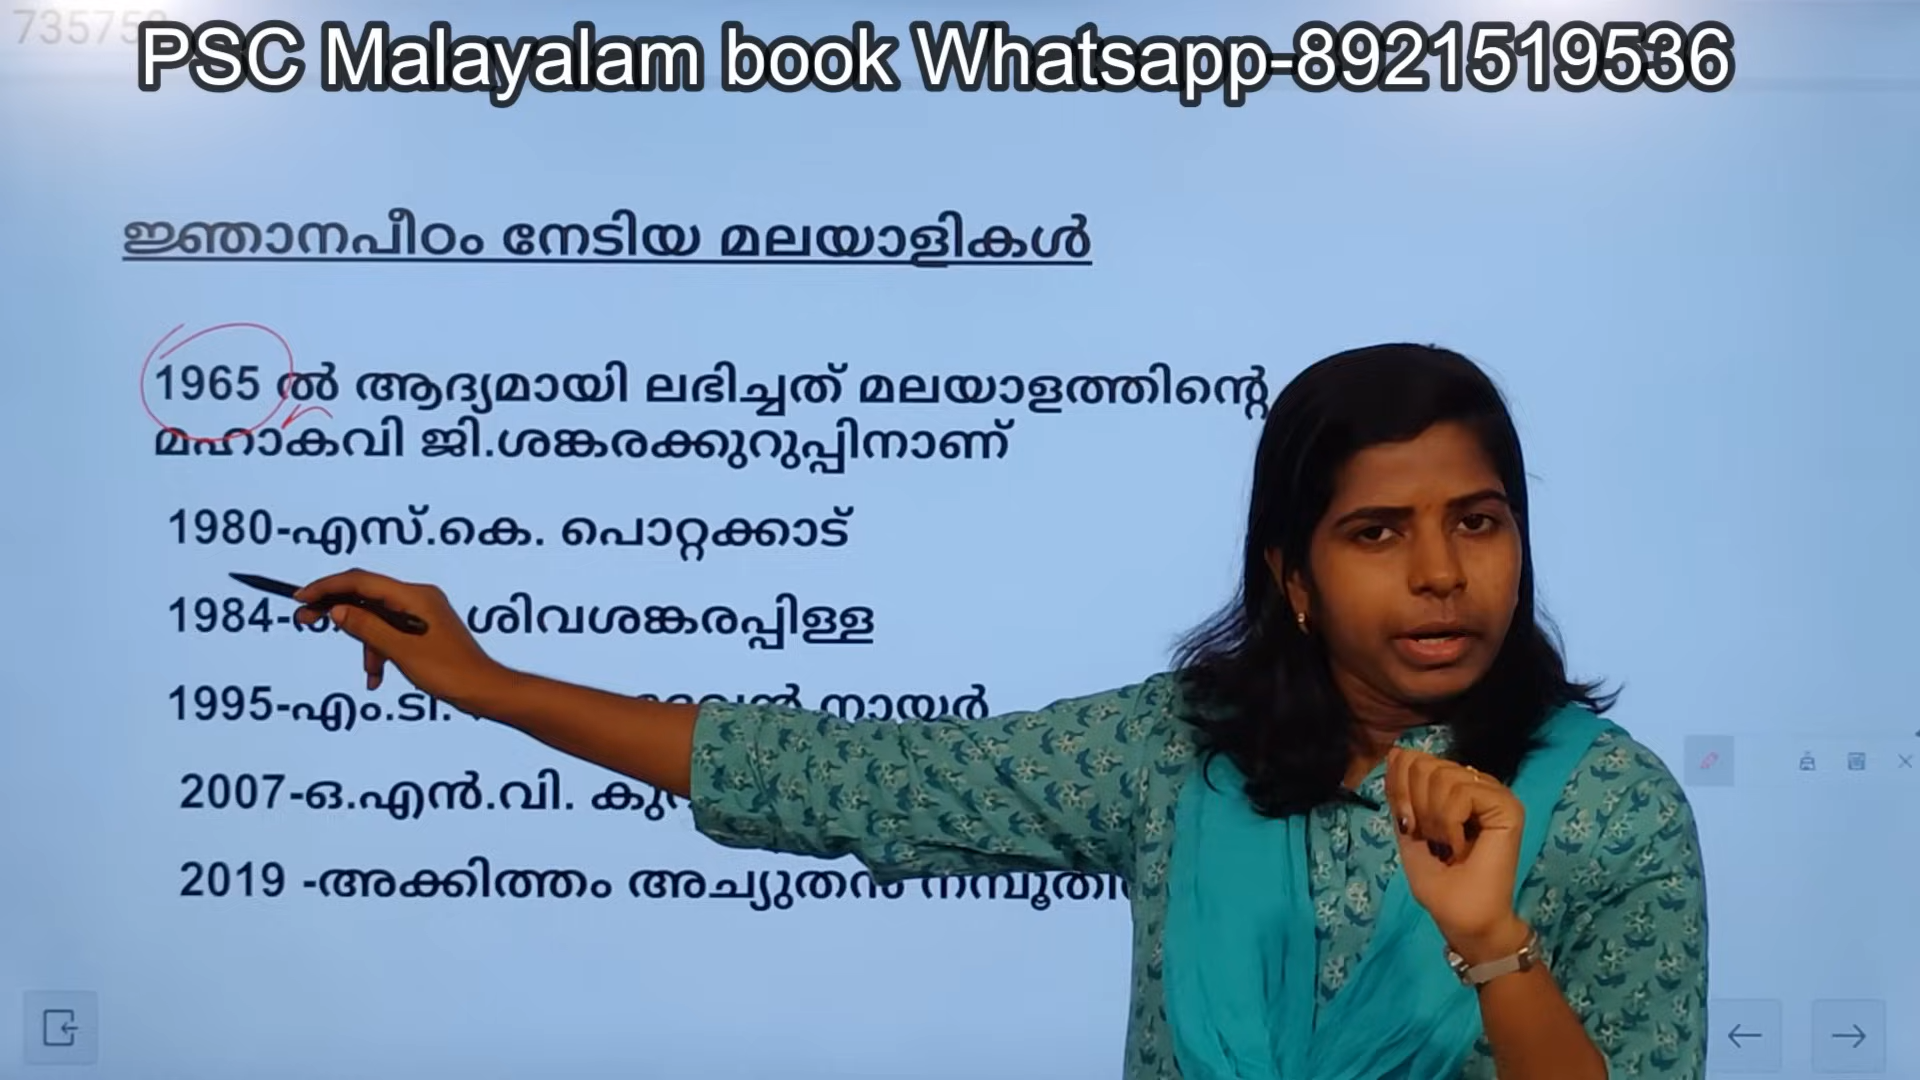 PSC Malayalam book Whatsapp-8921519536
ജ്ഞാനപീഠം നേടിയ മലയാളികൾ
1965 ൽ ആദ്യമായി ലഭിച്ചത് മലയാളത്തിന്റെ
മഹാകവി ജി.ശങ്കരക്കുറുപ്പിനാണ്
1980-എസ്.കെ. പൊറ്റക്കാട്
1984- ശിവശങ്കരപ്പിള്ള
1995-എം.ടി. നായർ
2007-ഒ.എൻ.വി.
2019 -അക്കിത്തം അച്യുതൻ